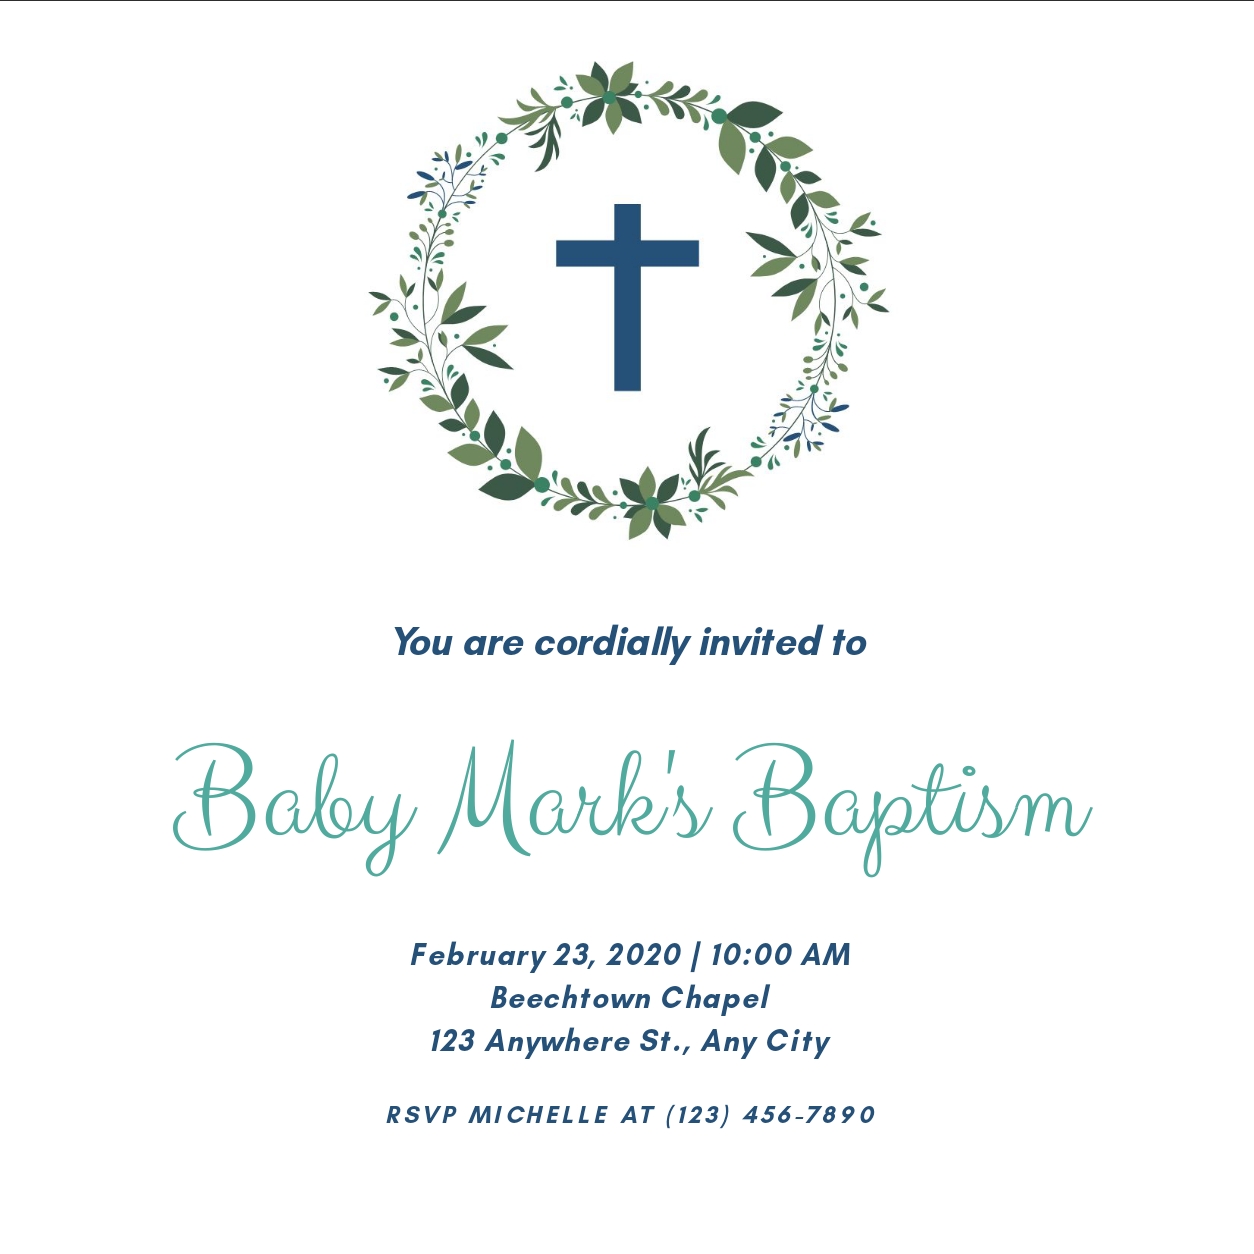 You are cordially invited to
Baby Mark's Baptism
February 23, 2020 | 10:00 AM
Beechtown Chapel
123 Anywhere St., Any City
RSVP MICHELLE AT (123) 456-7890